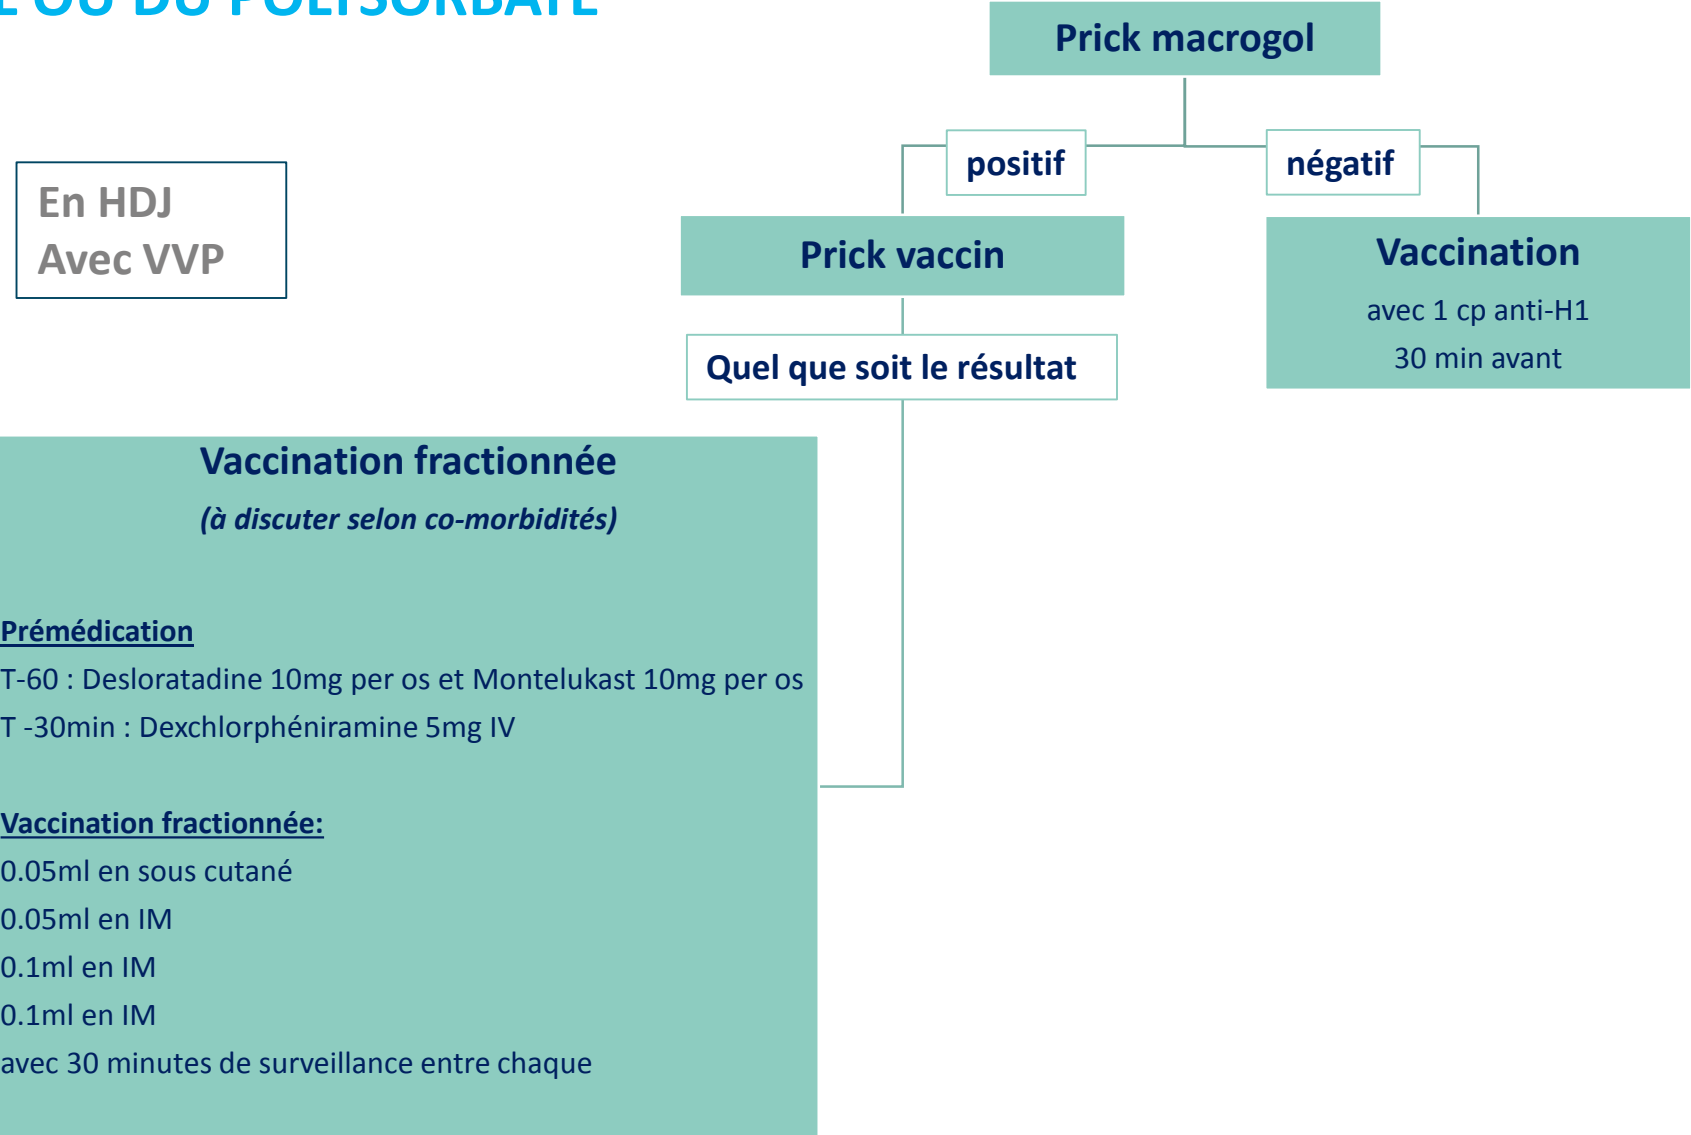 OU DU POLYSORBATE
Prick macrogol
positif
négatif
En HDJ
Avec VVP
Prick vaccin
Vaccination
avec 1 cp anti-H1
30 min avant
Quel que soit le résultat
Vaccination fractionnée
(à discuter selon co-morbidités)
Prémédication
T-60 : Desloratadine 10mg per os et Montelukast 10mg per os
T -30min : Dexchlorphéniramine 5mg IV
Vaccination fractionnée:
0.05ml en sous cutané
0.05ml en IM
0.1ml en IM
0.1ml en IM
avec 30 minutes de surveillance entre chaque